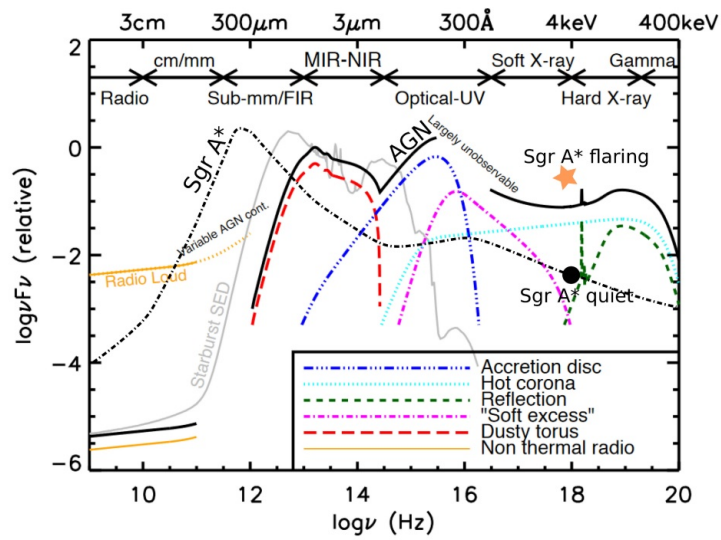 3cm 300μm 3μm 300Å 4keV 400keV
cm/mm MIR-NIR Soft X-ray Gamma
Radio Sub-mm/FIR Optical-UV Hard X-ray
2
0
-2
-4
-6
logνFν (relative)
Sgr A*
AGN
Largely unobservable
Sgr A* flaring
Variable AGN cont.
Radio Loud
Sgr A* quiet
Starburst SED
Accretion disc
Hot corona
Reflection
"Soft excess"
Dusty torus
Non thermal radio
10 12 14 16 18 20
logν (Hz)